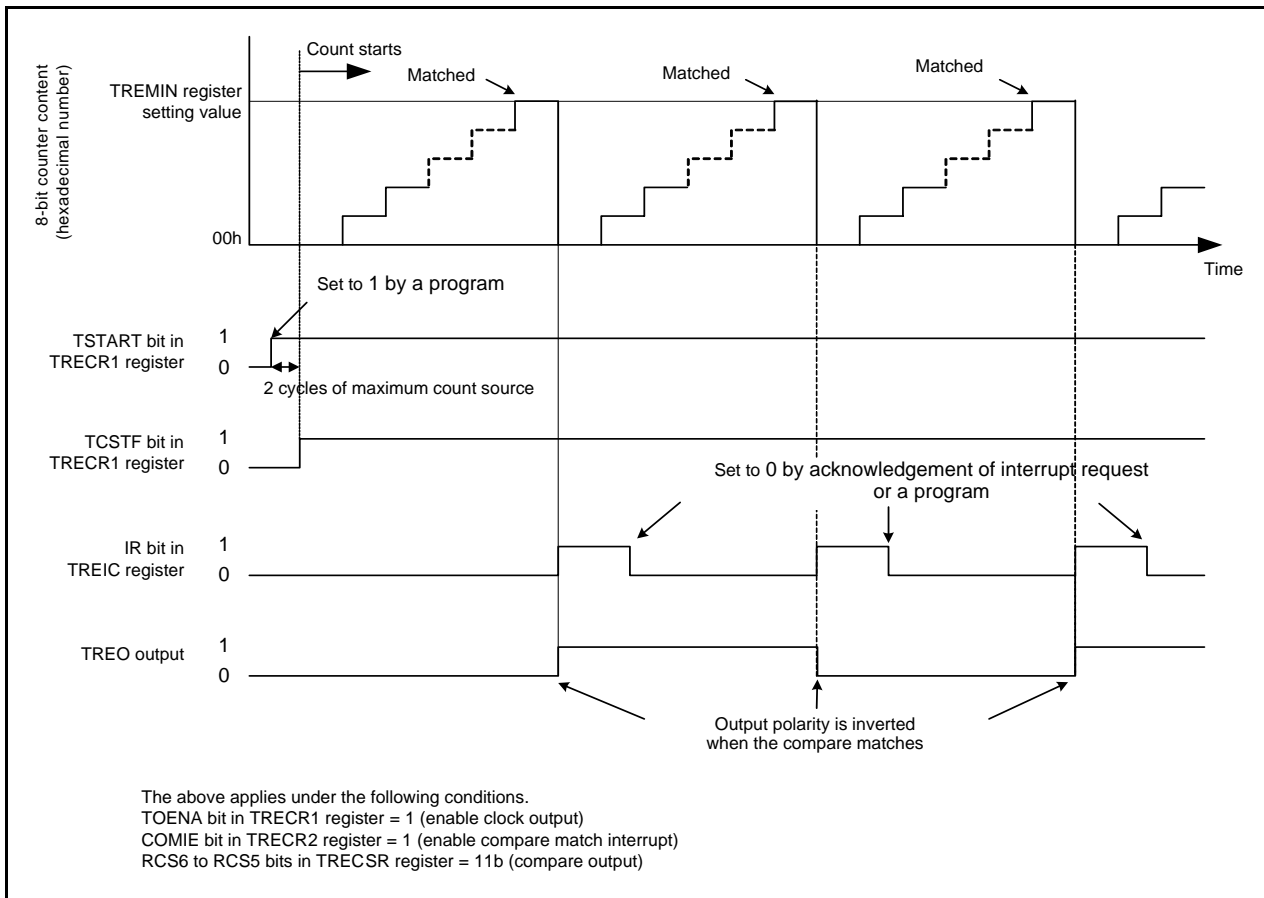 8-bit counter content
(hexadecimal number)
Count starts
Matched
Matched
Matched
TREMIN register
setting value
00h
Time
Set to 1 by a program
TSTART bit in
TRECR1 register
1
0
2 cycles of maximum count source
TCSTF bit in
TRECR1 register
1
0
Set to 0 by acknowledgement of interrupt request
or a program
IR bit in
TREIC register
1
0
TREO output
1
0
Output polarity is inverted
when the compare matches
The above applies under the following conditions.
TOENA bit in TRECR1 register = 1 (enable clock output)
COMIE bit in TRECR2 register = 1 (enable compare match interrupt)
RCS6 to RCS5 bits in TRECSR register = 11b (compare output)